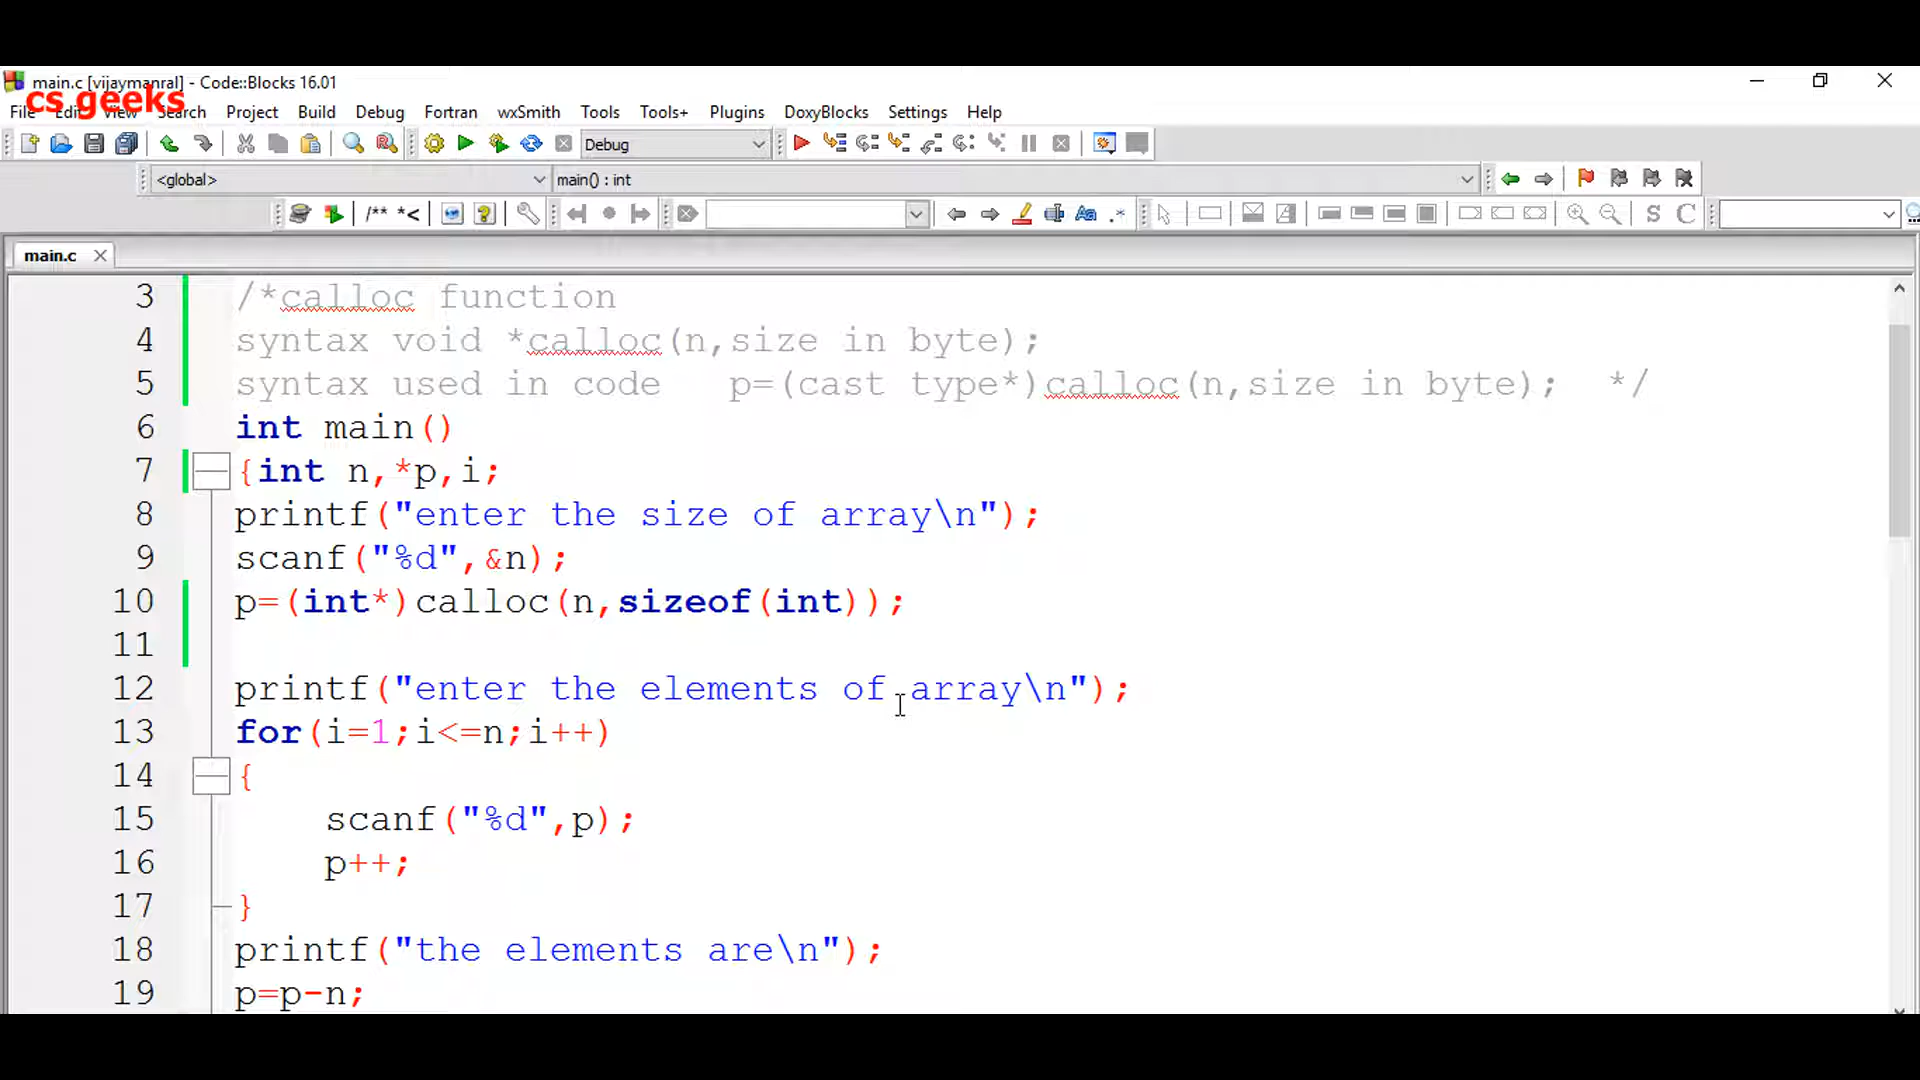 main.c [vijaymanral] - Code::Blocks 16.01
cs geeks
File Edit View Search Project Build Debug Fortran wxSmith Tools Tools+ Plugins DoxyBlocks Settings Help
Debug
<global> main() : int
/** *<
Aa .* S C
main.c
3 /*calloc function
4 syntax void *calloc(n,size in byte);
5 syntax used in code   p=(cast type*)calloc(n,size in byte);  */
6 int main()
7 {int n,*p,i;
8 printf("enter the size of array\n");
9 scanf("%d",&n);
10 p=(int*)calloc(n,sizeof(int));
11
12 printf("enter the elements of array\n");
13 for(i=1;i<=n;i++)
14 {
15     scanf("%d",p);
16     p++;
17 }
18 printf("the elements are\n");
19 p=p-n;